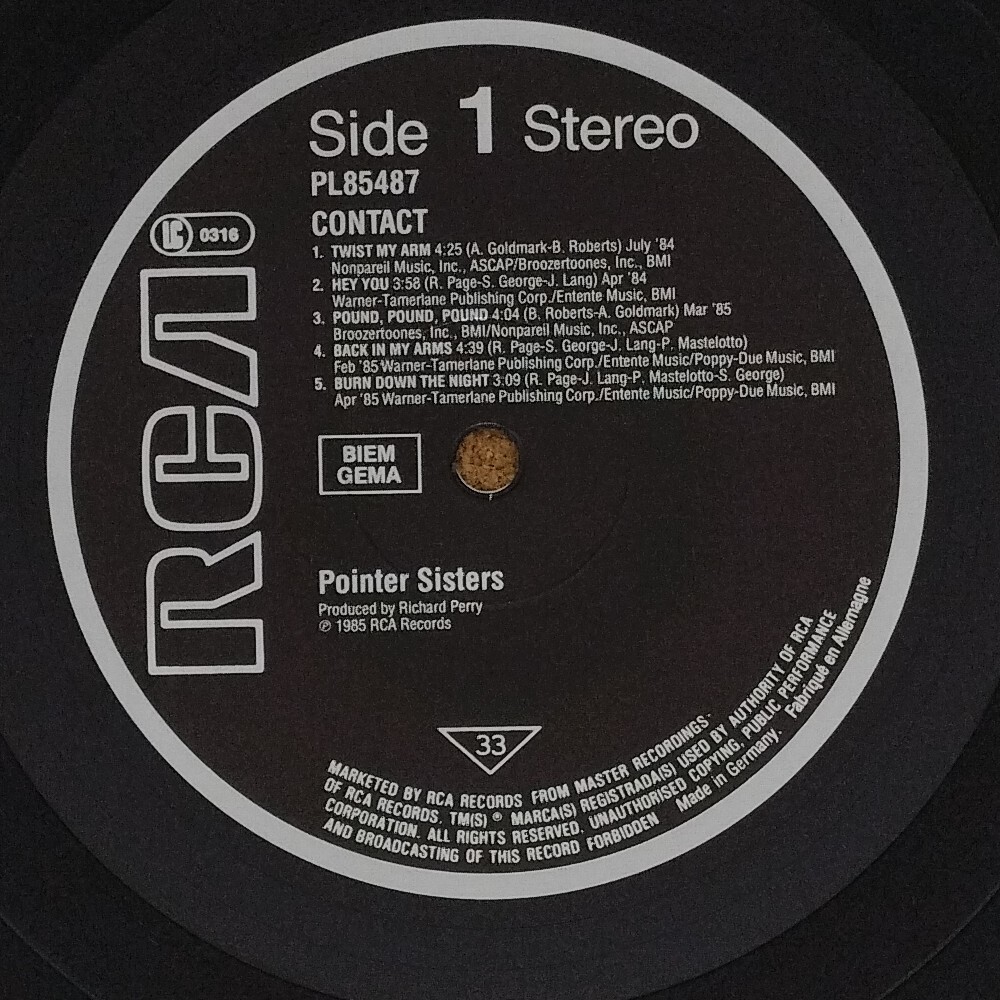 Side 1 Stereo
PL85487
CONTACT
LC 0316
RCA
1. TWIST MY ARM 4:25 (A. Goldmark-B. Roberts) July '84
Nonpareil Music, Inc., ASCAP/Broozertoones, Inc., BMI
2. HEY YOU 3:58 (R. Page-S. George-J. Lang) Apr '84
Warner-Tamerlane Publishing Corp./Entente Music, BMI
3. POUND, POUND, POUND 4:04 (B. Roberts-A. Goldmark) Mar '85
Broozertoones, Inc., BMI/Nonpareil Music, Inc., ASCAP
4. BACK IN MY ARMS 4:39 (R. Page-S. George-J. Lang-P. Mastelotto)
Feb '85 Warner-Tamerlane Publishing Corp./Entente Music/Poppy-Due Music, BMI
5. BURN DOWN THE NIGHT 3:09 (R. Page-J. Lang-P. Mastelotto-S. George)
Apr '85 Warner-Tamerlane Publishing Corp./Entente Music/Poppy-Due Music, BMI
BIEM
GEMA
Pointer Sisters
Produced by Richard Perry
℗ 1985 RCA Records
33
MARKETED BY RCA RECORDS FROM MASTER RECORDINGS
OF RCA RECORDS. TM(S) ® MARCA(S) REGISTRADA(S) USED BY AUTHORITY OF RCA
CORPORATION. ALL RIGHTS RESERVED. UNAUTHORISED COPYING, PUBLIC PERFORMANCE
AND BROADCASTING OF THIS RECORD FORBIDDEN Made in Germany. Fabriqué en Allemagne